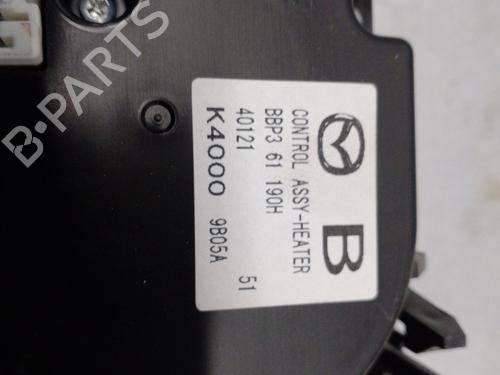 B
CONTROL ASSY-HEATER
BBP3 61 190H
40121 51
K4000 9B05A
B-PARTS